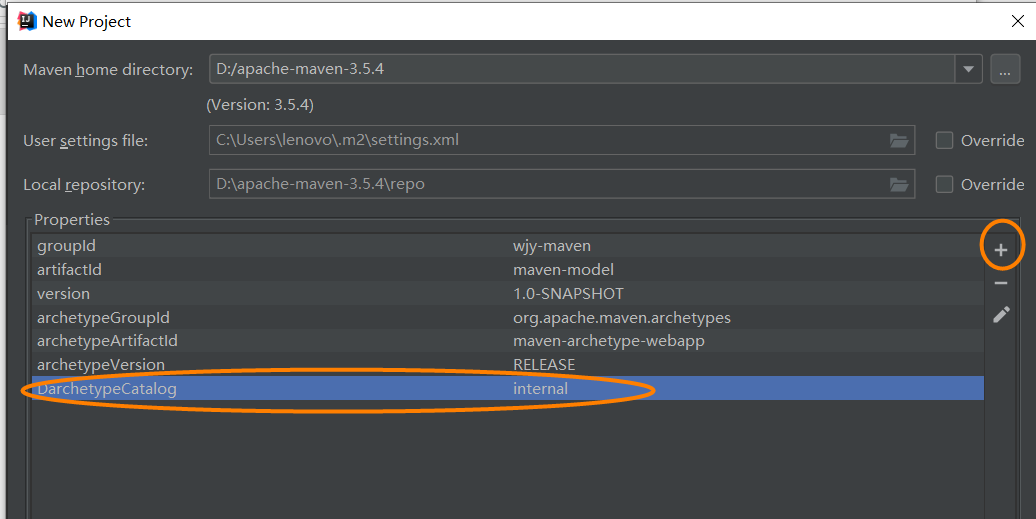 New Project
Maven home directory: D:/apache-maven-3.5.4 ...
(Version: 3.5.4)
User settings file: C:\Users\lenovo\.m2\settings.xml Override
Local repository: D:\apache-maven-3.5.4\repo Override
Properties
groupId wjy-maven
artifactId maven-model
version 1.0-SNAPSHOT
archetypeGroupId org.apache.maven.archetypes
archetypeArtifactId maven-archetype-webapp
archetypeVersion RELEASE
DarchetypeCatalog internal